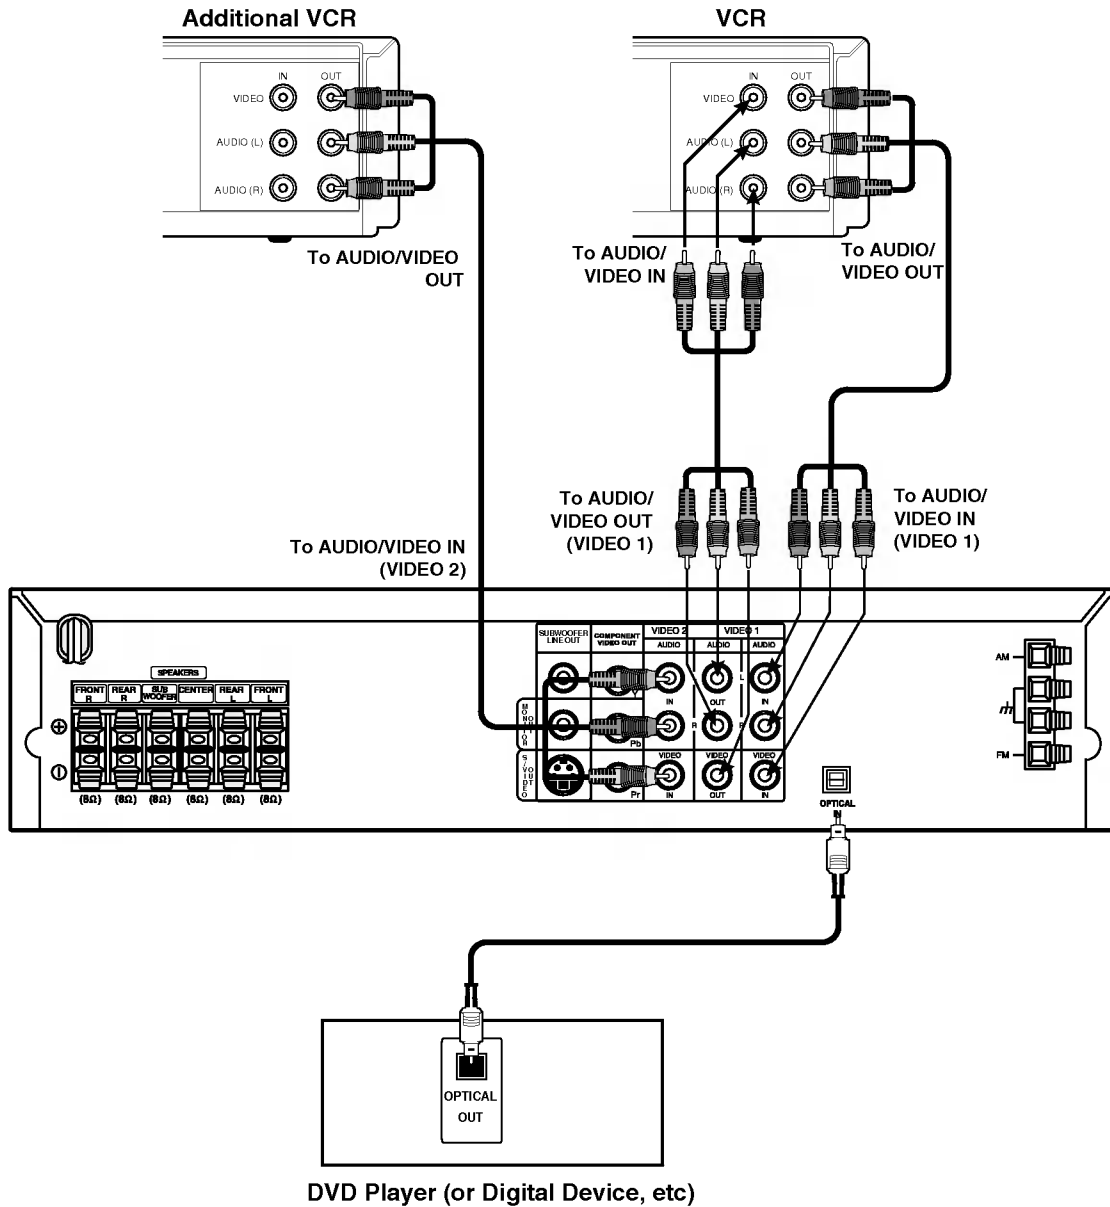 Additional VCR
VCR
IN OUT
VIDEO
AUDIO (L)
AUDIO (R)
IN OUT
VIDEO
AUDIO (L)
AUDIO (R)
To AUDIO/VIDEO
OUT
To AUDIO/
VIDEO IN
To AUDIO/
VIDEO OUT
To AUDIO/
VIDEO OUT
(VIDEO 1)
To AUDIO/
VIDEO IN
(VIDEO 1)
To AUDIO/VIDEO IN
(VIDEO 2)
SPEAKERS
FRONT R
REAR R
SUB WOOFER
CENTER
REAR L
FRONT L
(8Ω) (8Ω) (8Ω) (8Ω) (8Ω) (8Ω)
SUBWOOFER
LINE OUT
COMPONENT
VIDEO OUT
VIDEO 2
VIDEO 1
AUDIO AUDIO AUDIO
L
IN OUT
R R
MONITOR
OUT
S/VIDEO
OUT
Y
Pb
Pr
VIDEO VIDEO VIDEO
IN OUT IN
AM
FM
OPTICAL
IN
OPTICAL
OUT
DVD Player (or Digital Device, etc)